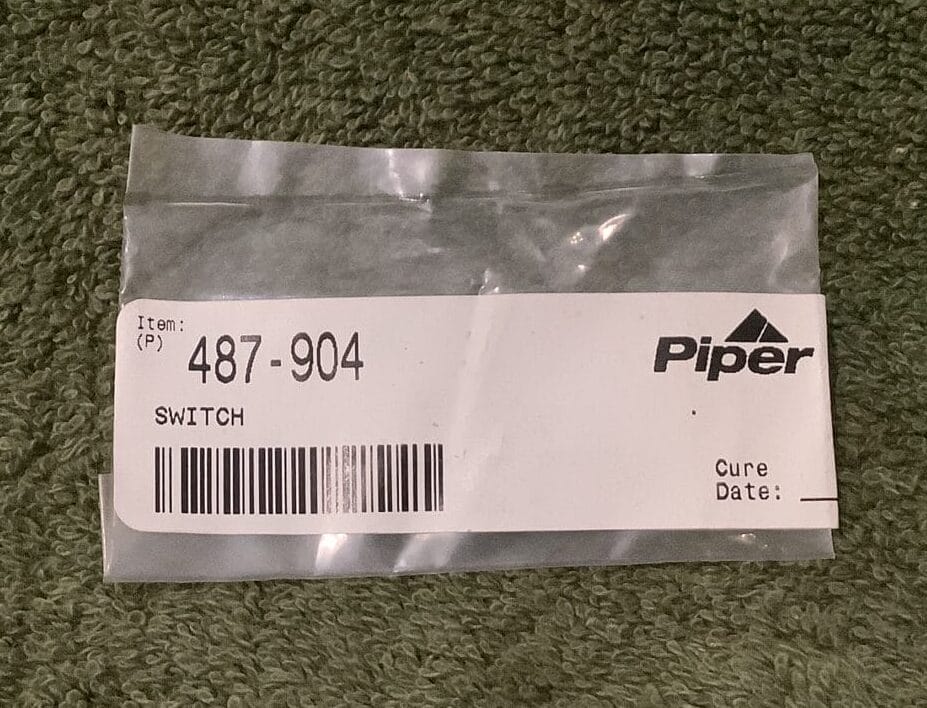 Item:
(P) 487-904
Piper
SWITCH
Cure
Date: